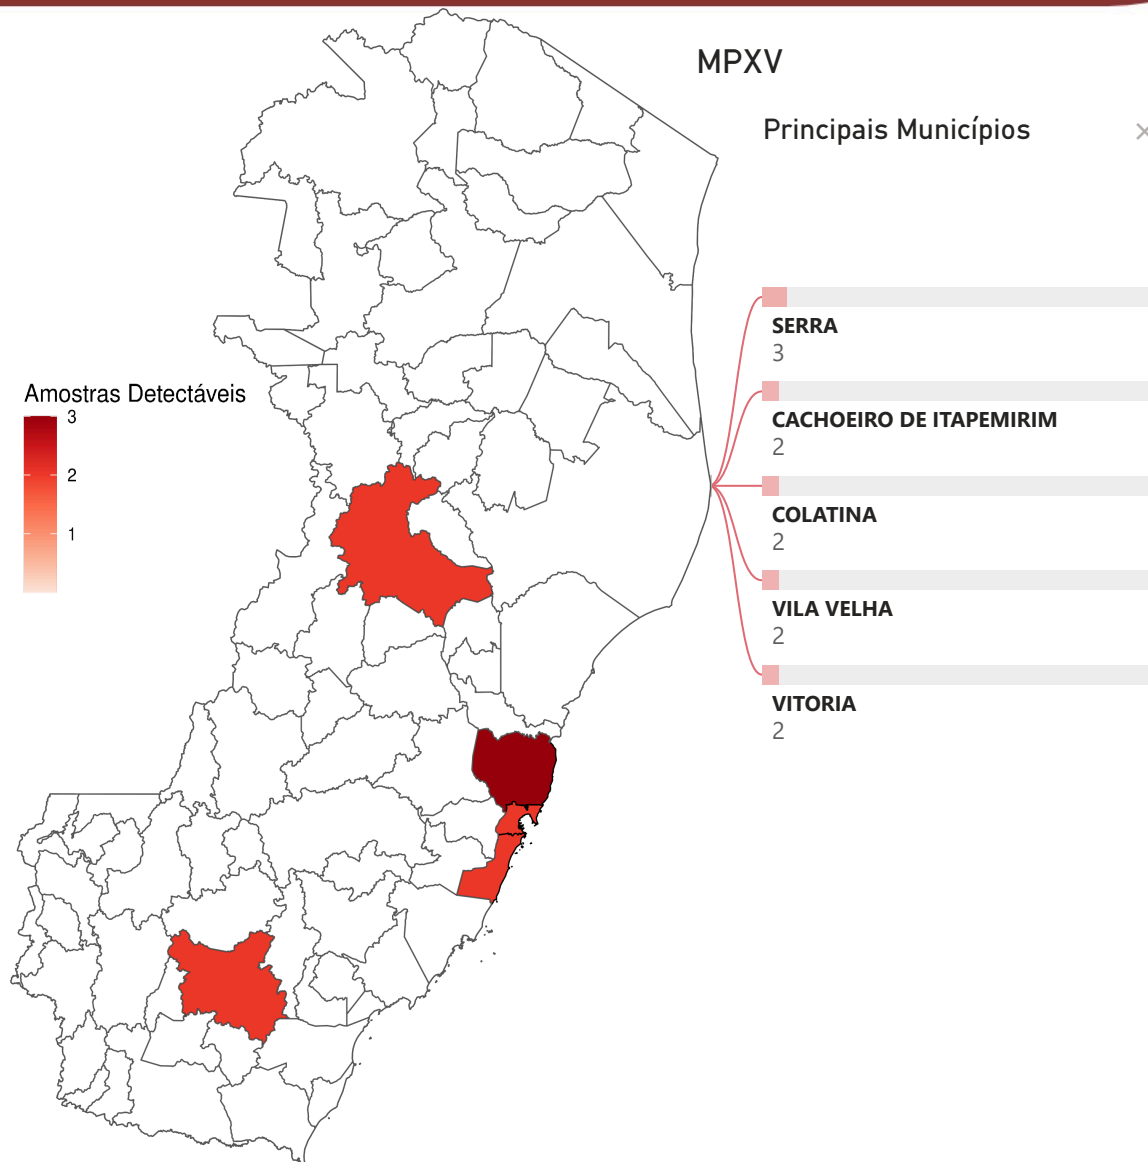 MPXV
Principais Municípios
SERRA
3
CACHOEIRO DE ITAPEMIRIM
2
COLATINA
2
VILA VELHA
2
VITORIA
2
Amostras Detectáveis
3
2
1